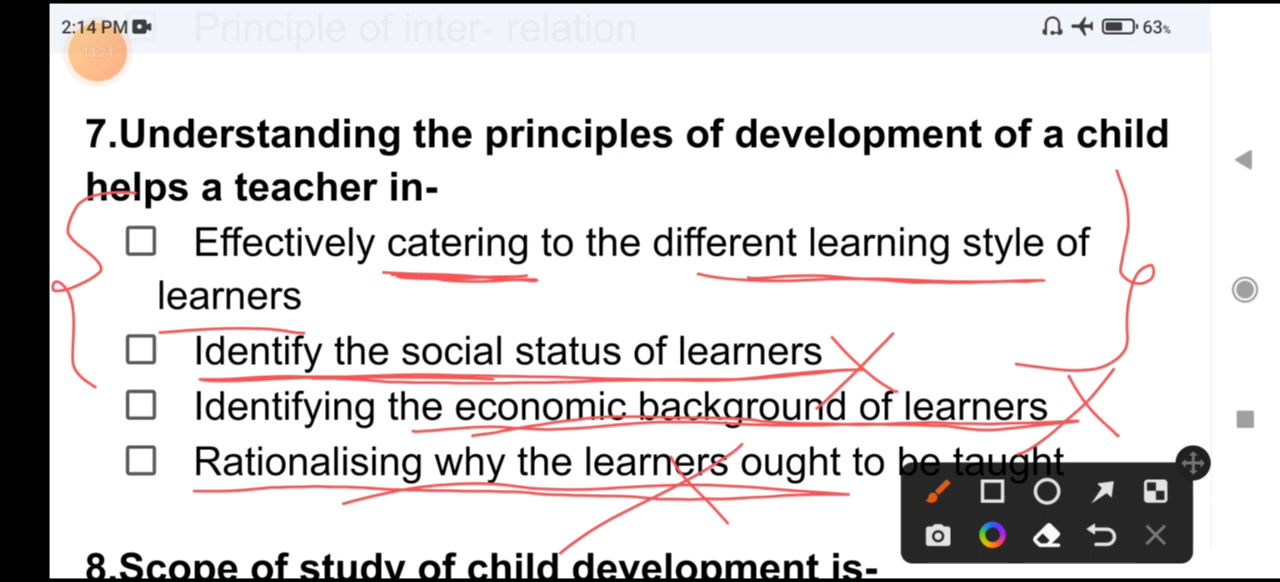 2:14 PM
63%
Principle of inter- relation
13:24
7.Understanding the principles of development of a child
helps a teacher in-
Effectively catering to the different learning style of
learners
Identify the social status of learners
Identifying the economic background of learners
Rationalising why the learners ought to be taught
8.Scope of study of child development is-